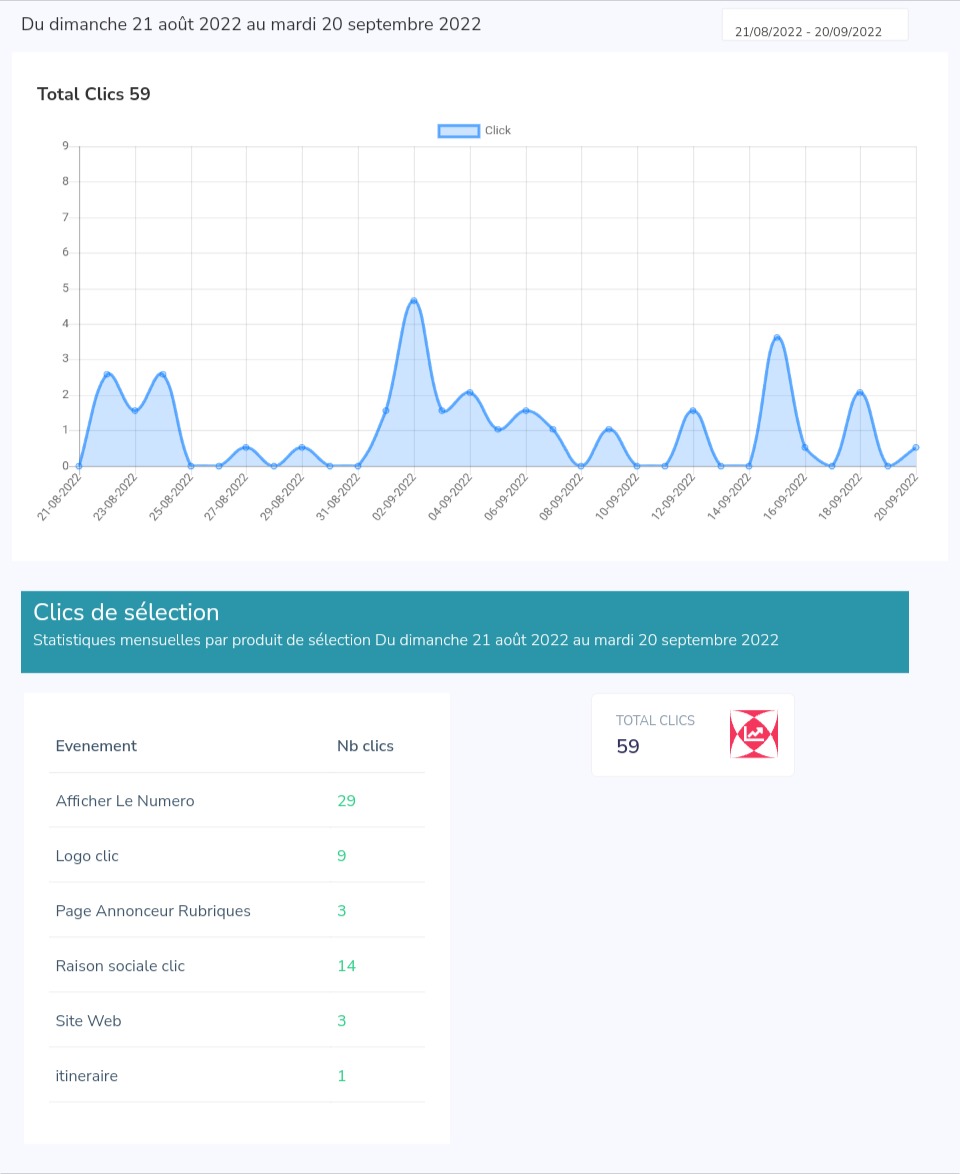 Du dimanche 21 août 2022 au mardi 20 septembre 2022
21/08/2022 - 20/09/2022
Total Clics 59
Click
9
8
7
6
5
4
3
2
1
0
21-08-2022
23-08-2022
25-08-2022
27-08-2022
29-08-2022
31-08-2022
02-09-2022
04-09-2022
06-09-2022
08-09-2022
10-09-2022
12-09-2022
14-09-2022
16-09-2022
18-09-2022
20-09-2022
Clics de sélection
Statistiques mensuelles par produit de sélection Du dimanche 21 août 2022 au mardi 20 septembre 2022
Evenement Nb clics
Afficher Le Numero 29
Logo clic 9
Page Annonceur Rubriques 3
Raison sociale clic 14
Site Web 3
itineraire 1
TOTAL CLICS
59